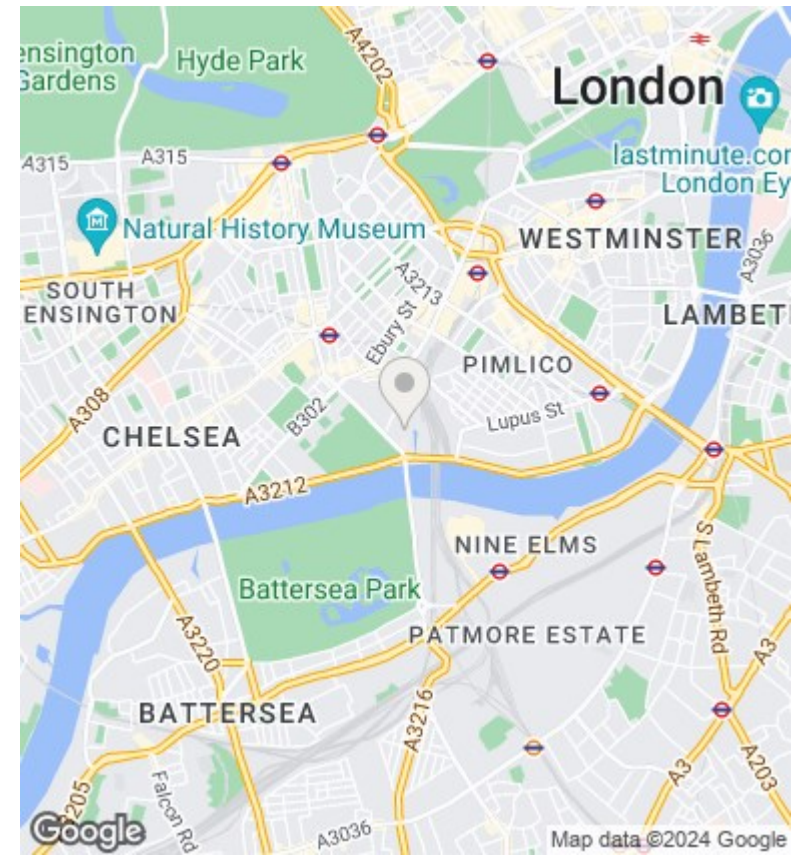 ensington
Gardens
Hyde Park
A4202
London
A315
A315
lastminute.cor
London Ey
Natural History Museum
WESTMINSTER
A3036
A3213
SOUTH
ENSINGTON
LAMBET
Ebury St
PIMLICO
A308
B302
Lupus St
CHELSEA
A3212
S Lambeth Rd
NINE ELMS
Battersea Park
A3220
PATMORE ESTATE
A3
A3216
BATTERSEA
A3205
Falcon Rd
A3
A203
Google
A3036
Map data ©2024 Google